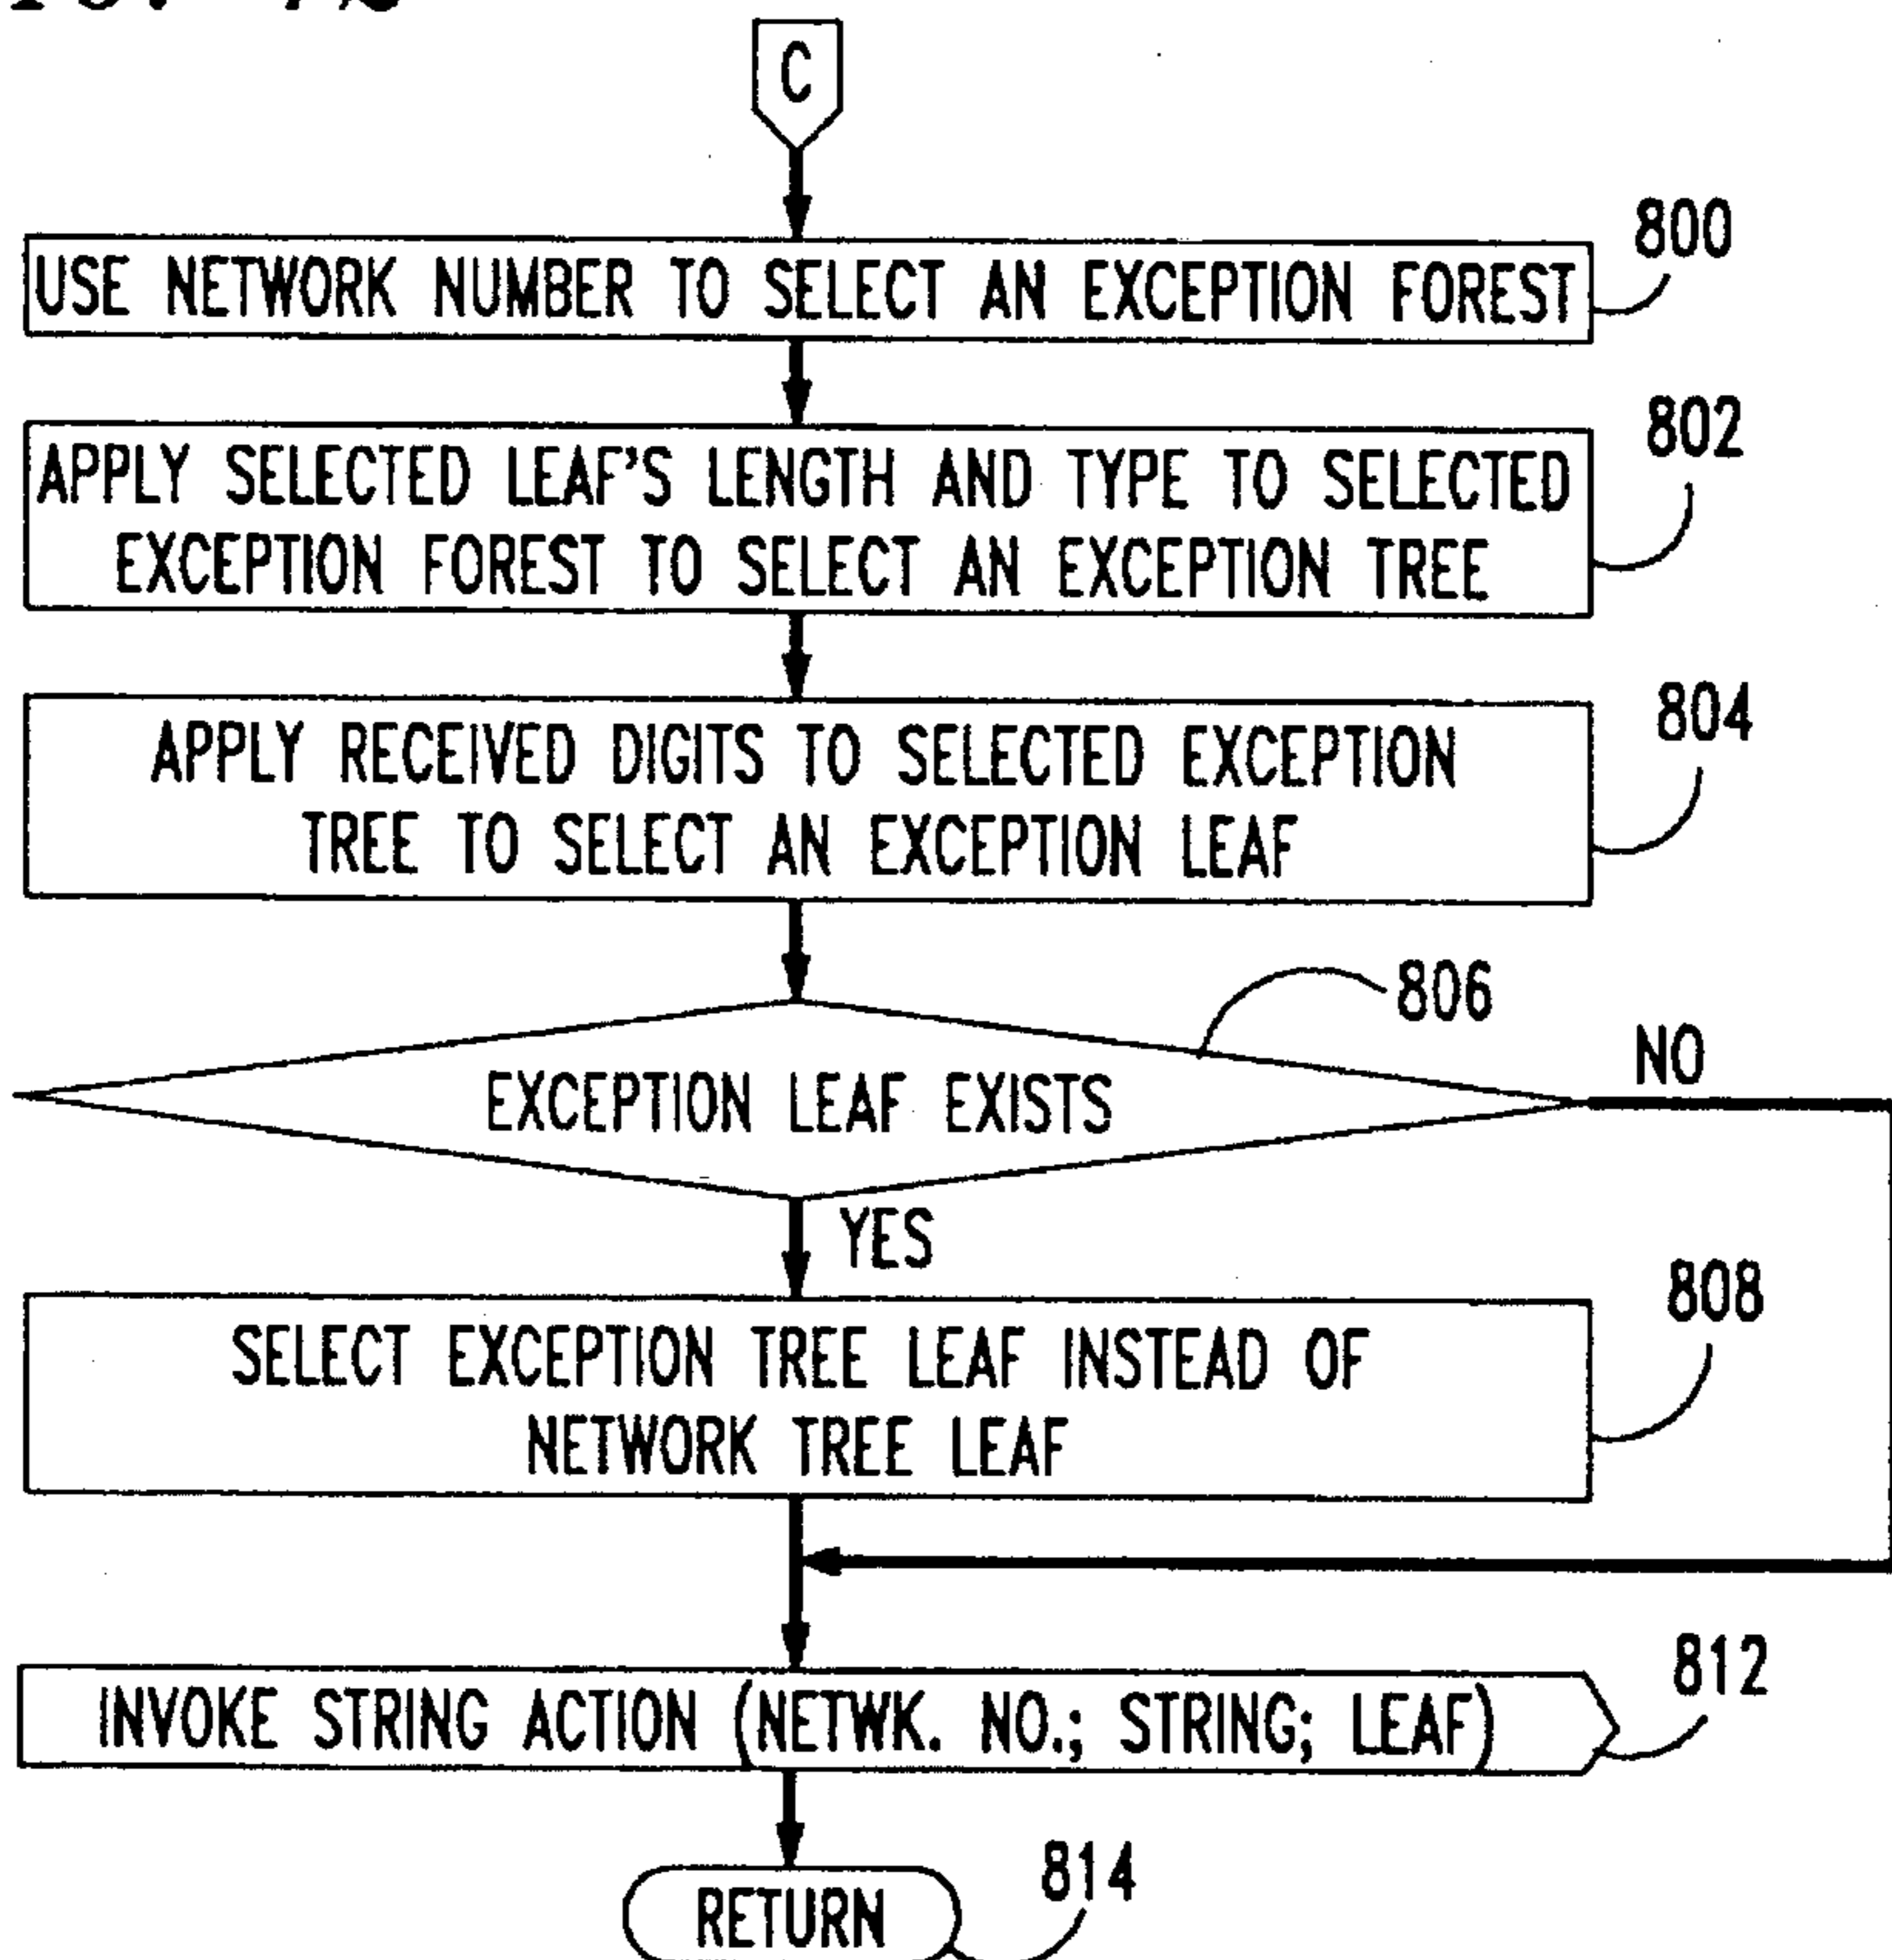 C
800
USE NETWORK NUMBER TO SELECT AN EXCEPTION FOREST
802
APPLY SELECTED LEAF'S LENGTH AND TYPE TO SELECTED
EXCEPTION FOREST TO SELECT AN EXCEPTION TREE
804
APPLY RECEIVED DIGITS TO SELECTED EXCEPTION
TREE TO SELECT AN EXCEPTION LEAF
806
NO
EXCEPTION LEAF EXISTS
YES
808
SELECT EXCEPTION TREE LEAF INSTEAD OF
NETWORK TREE LEAF
812
INVOKE STRING ACTION (NETWK. NO.; STRING; LEAF)
814
RETURN